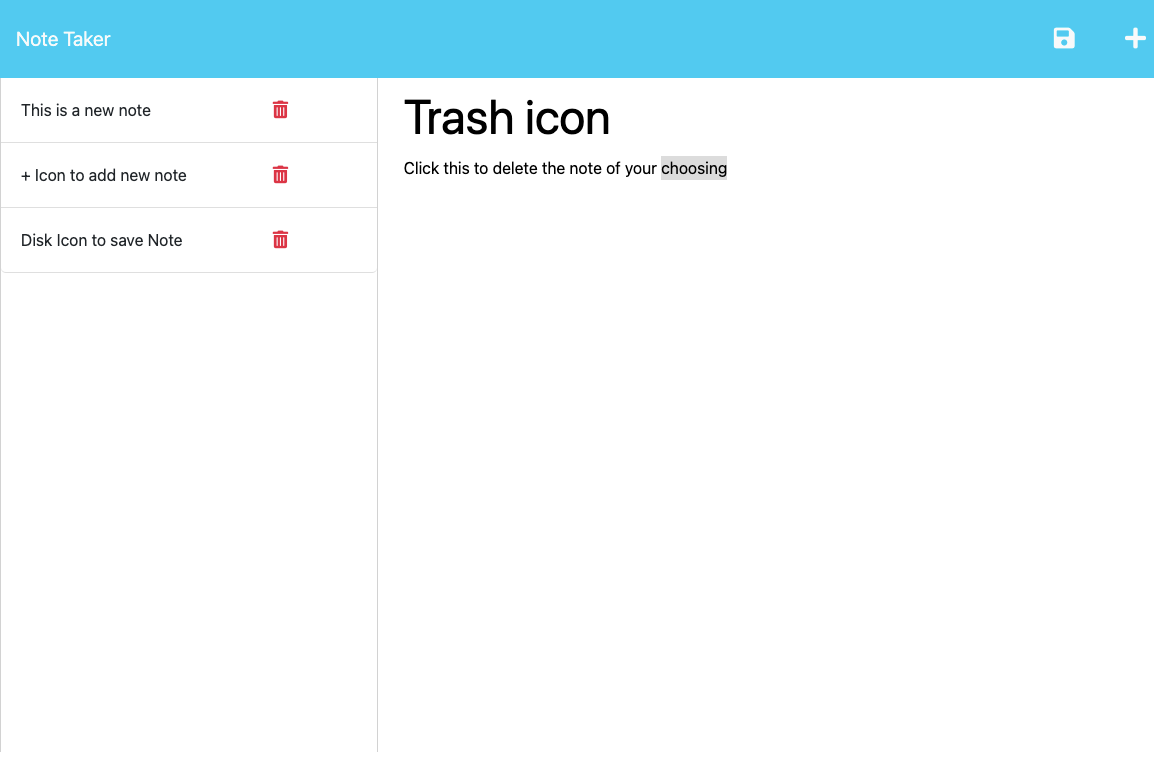 Note Taker
This is a new note
+ Icon to add new note
Disk Icon to save Note
Trash icon
Click this to delete the note of your choosing